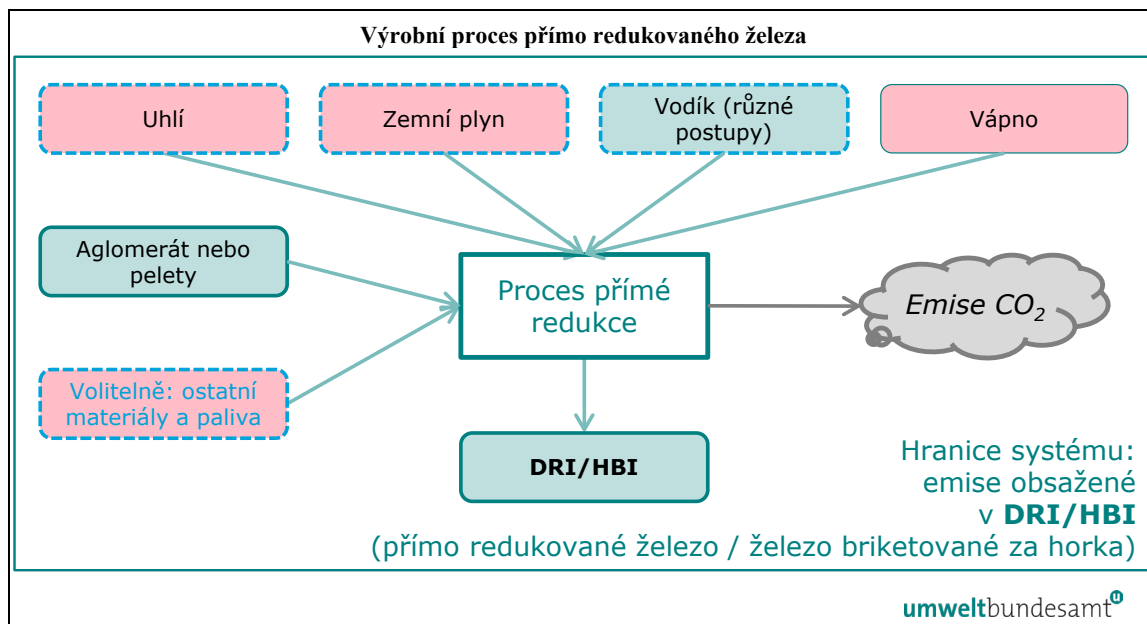 Výrobní proces přímo redukovaného železa
Uhlí
Zemní plyn
Vodík (různé
postupy)
Vápno
Aglomerát nebo
pelety
Proces přímé
redukce
Emise CO₂
Volitelně: ostatní
materiály a paliva
DRI/HBI
Hranice systému:
emise obsažené
v DRI/HBI
(přímo redukované železo / železo briketované za horka)
umweltbundesamt